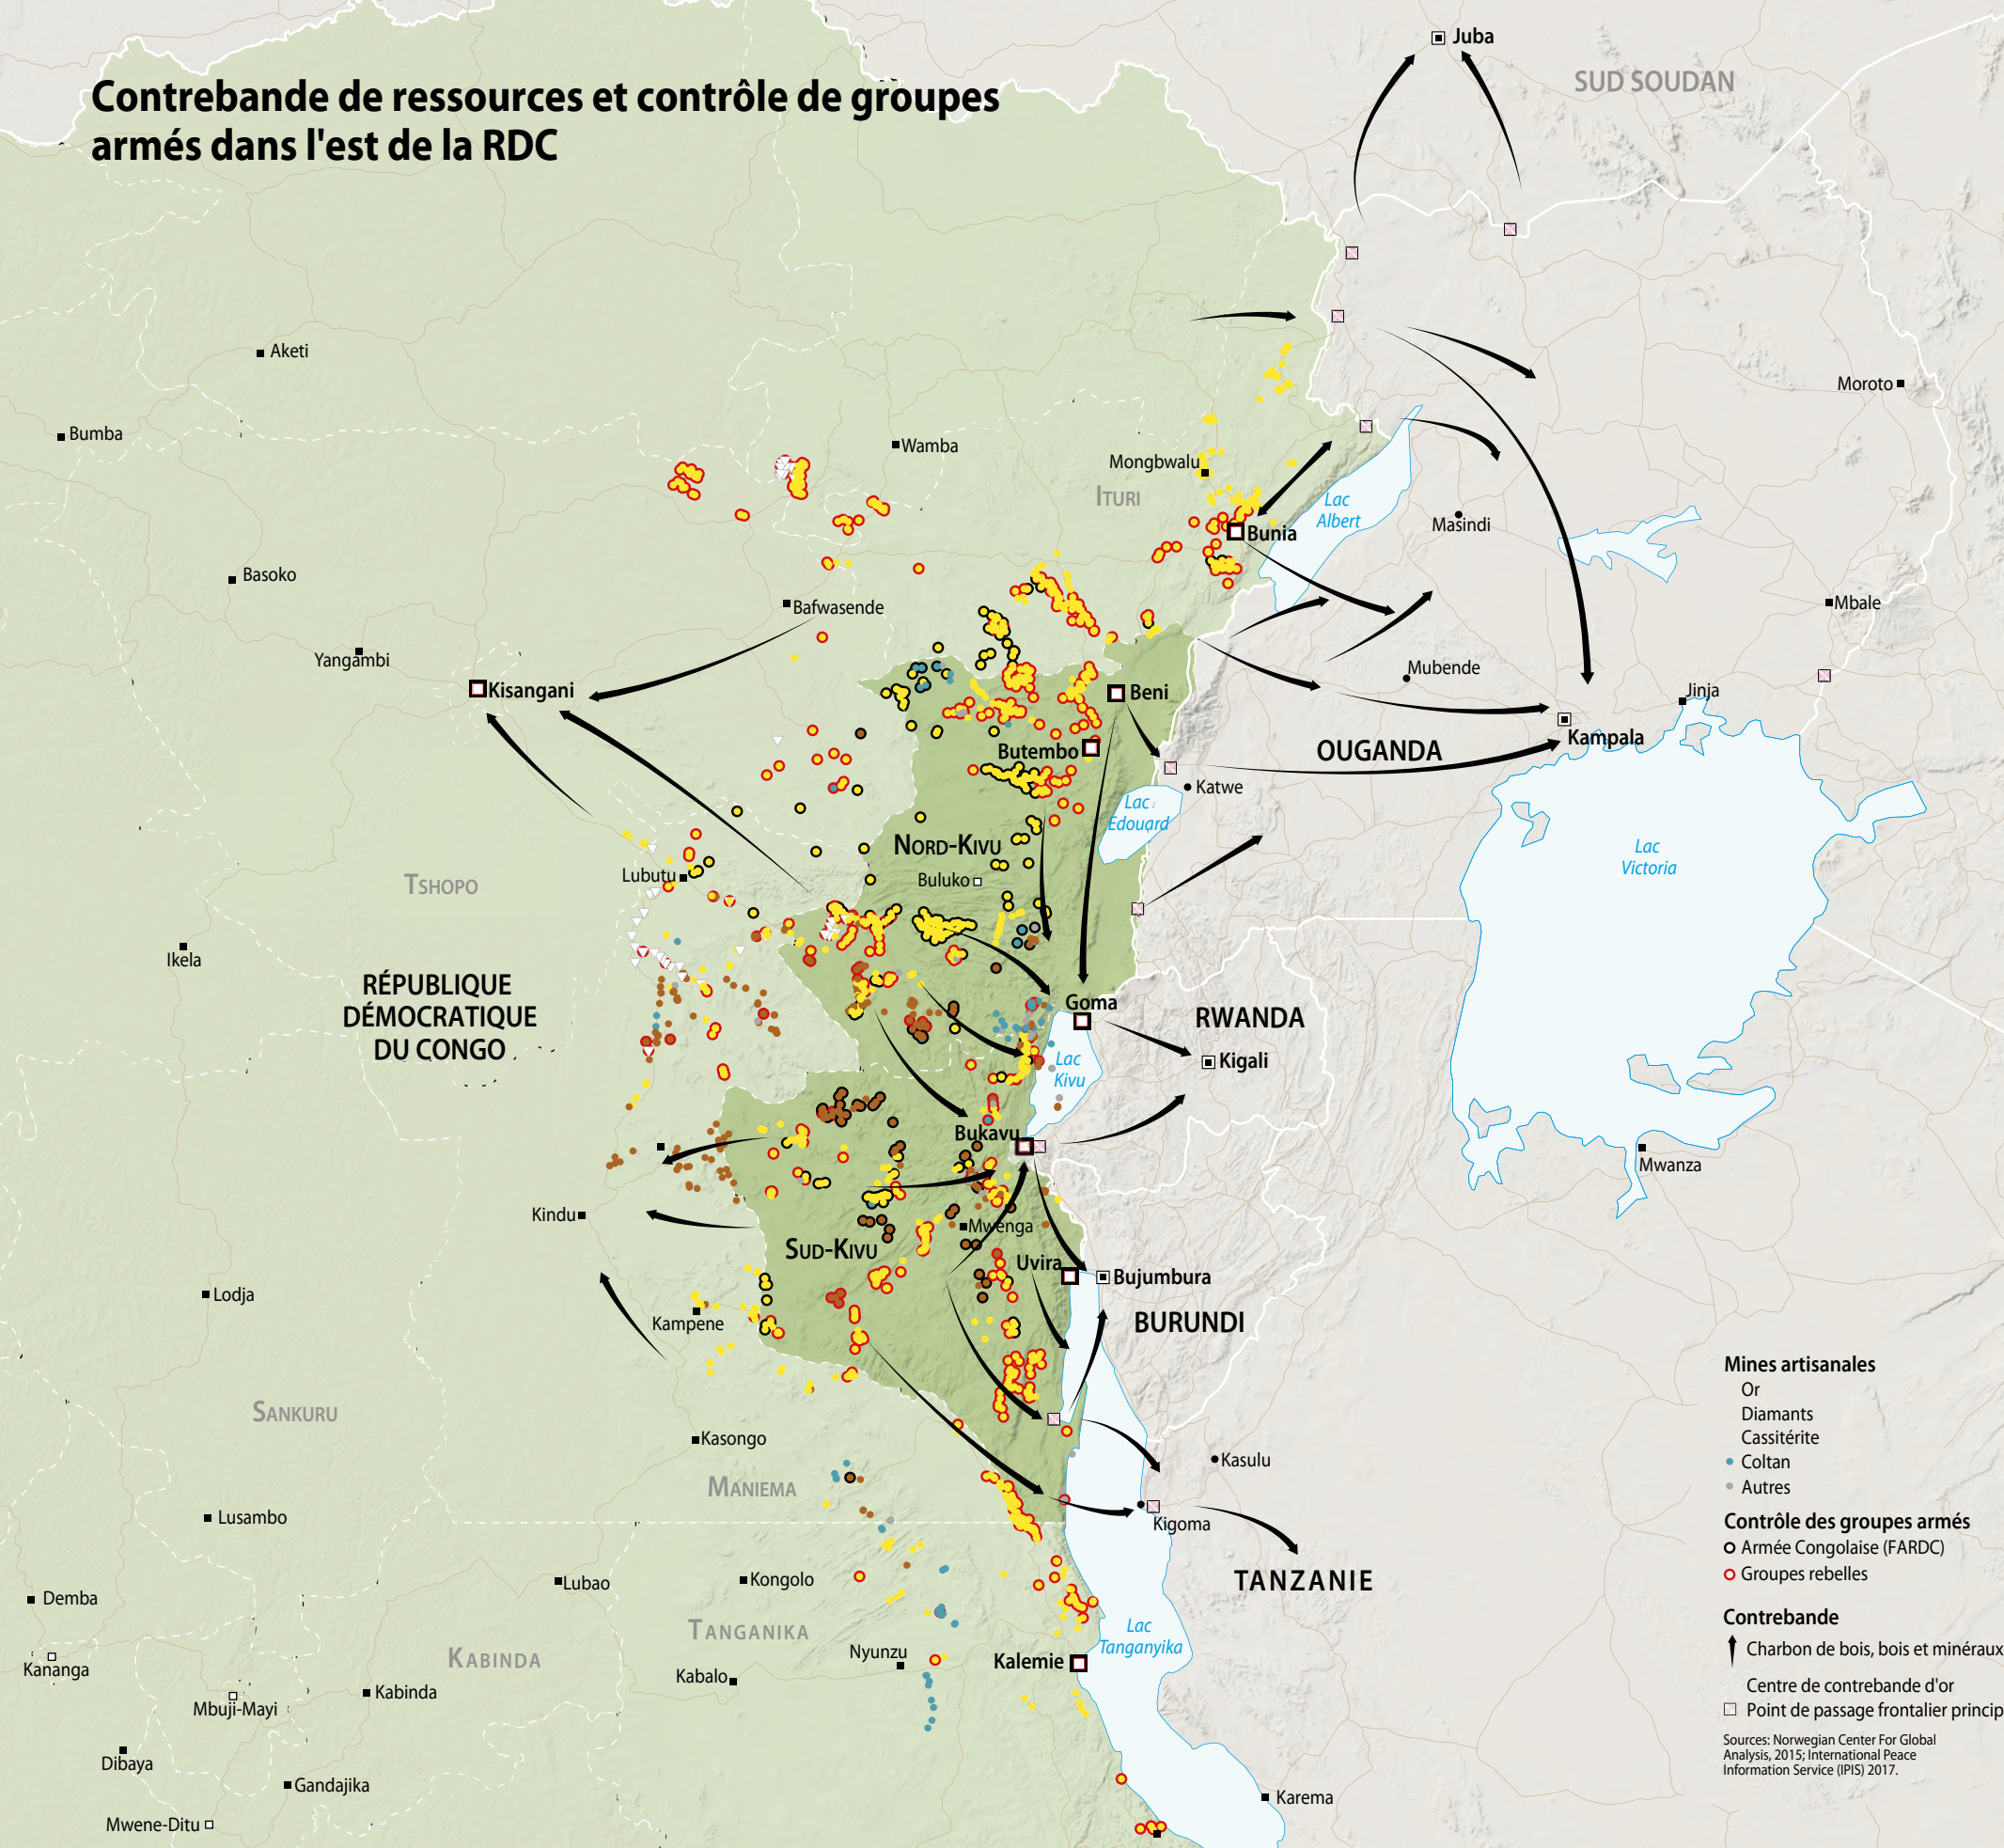 Contrebande de ressources et contrôle de groupes
armés dans l'est de la RDC
Juba
SUD SOUDAN
Aketi
Moroto
Bumba
Wamba
Mongbwalu
ITURI
Lac
Albert
Masindi
Bunia
Basoko
Bafwasende
Mbale
Yangambi
Mubende
Kisangani
Beni
Jinja
Butembo
OUGANDA
Kampala
Katwe
Lac
Edouard
NORD-KIVU
Lac
Victoria
Lubutu
Buluko
TSHOPO
Ikela
RÉPUBLIQUE
DÉMOCRATIQUE
DU CONGO
Goma
RWANDA
Kigali
Lac
Kivu
Bukavu
Mwanza
Kindu
Mwenga
SUD-KIVU
Uvira
Bujumbura
Lodja
Kampene
BURUNDI
SANKURU
Kasongo
Kasulu
MANIEMA
Lusambo
Kigoma
TANZANIE
Lubao
Kongolo
Demba
TANGANIKA
Lac
Tanganyika
KABINDA
Nyunzu
Kalemie
Kananga
Kabalo
Kabinda
Mbuji-Mayi
Dibaya
Gandajika
Karema
Mwene-Ditu
Mines artisanales
Or
Diamants
Cassitérite
Coltan
Autres
Contrôle des groupes armés
Armée Congolaise (FARDC)
Groupes rebelles
Contrebande
Charbon de bois, bois et minéraux
Centre de contrebande d'or
Point de passage frontalier princip
Sources: Norwegian Center For Global
Analysis, 2015; International Peace
Information Service (IPIS) 2017.